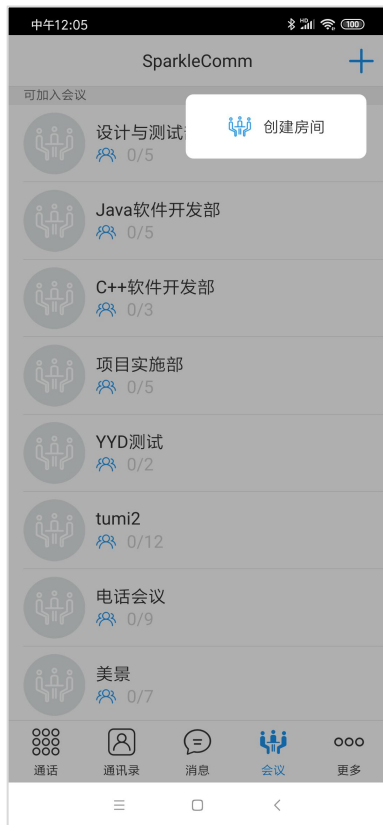 中午12:05
HD
100
SparkleComm
可加入会议
创建房间
设计与测试
0/5
Java软件开发部
0/5
C++软件开发部
0/3
项目实施部
0/5
YYD测试
0/2
tumi2
0/12
电话会议
0/9
美景
0/7
通话 通讯录 消息 会议 更多